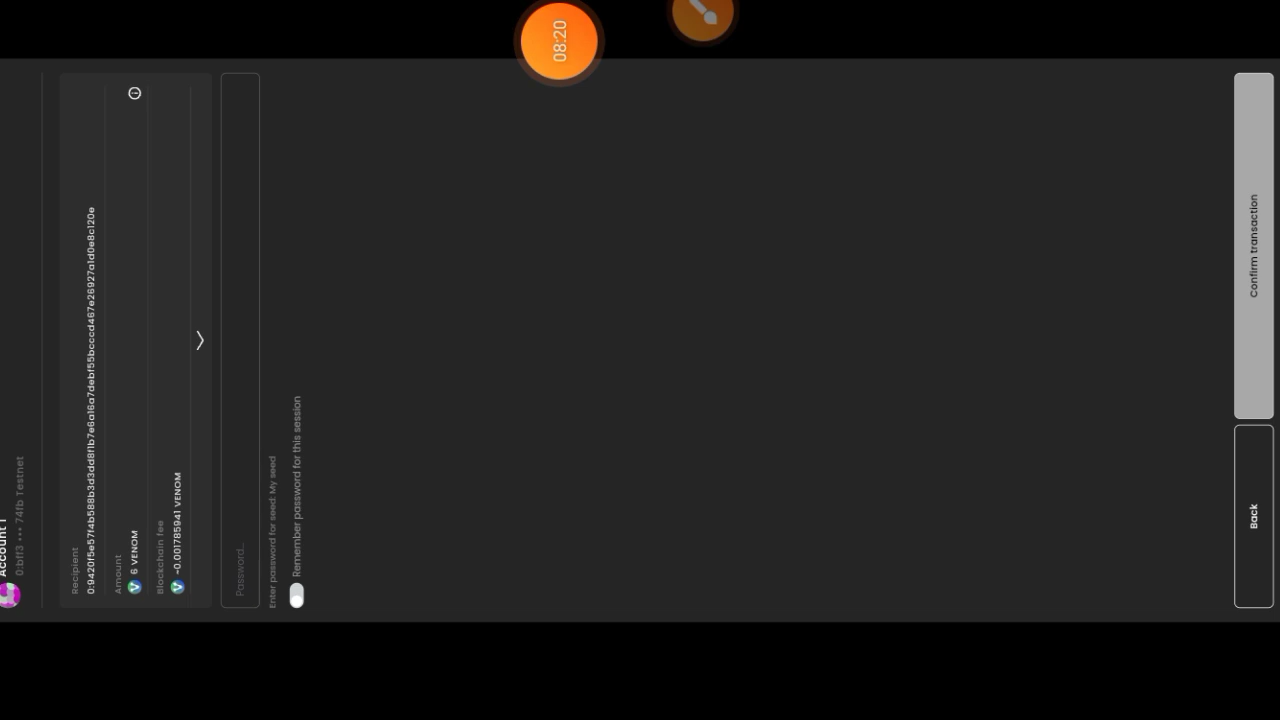 08:20
Account 1
0:bff3 ••• 74fb Testnet
Recipient
0:9420f5e57f4b588b3d3dd8f1b7e6a16a7debf55bcccd467e26927a1d0e8c120e
Amount
6 VENOM
Blockchain fee
~0.001785941 VENOM
Password...
Enter password for seed: My seed
Remember password for this session
Back
Confirm transaction